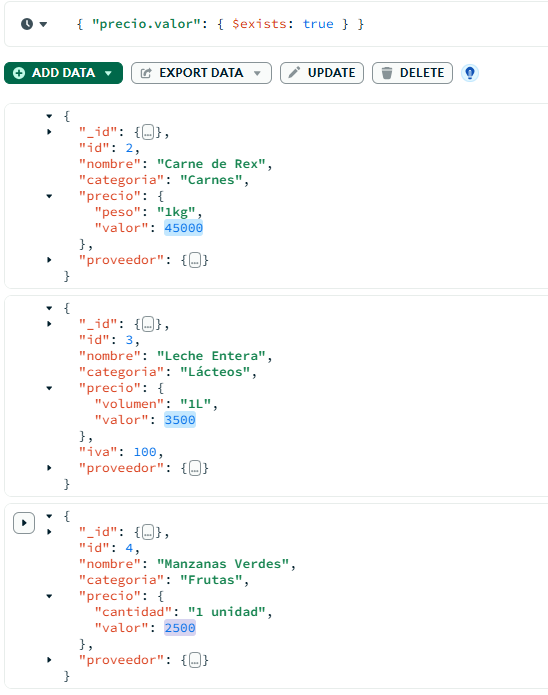 { "precio.valor": { $exists: true } }
ADD DATA EXPORT DATA UPDATE DELETE
{
"_id": {…},
"id": 2,
"nombre": "Carne de Rex",
"categoria": "Carnes",
"precio": {
"peso": "1kg",
"valor": 45000
},
"proveedor": {…}
}
{
"_id": {…},
"id": 3,
"nombre": "Leche Entera",
"categoria": "Lácteos",
"precio": {
"volumen": "1L",
"valor": 3500
},
"iva": 100,
"proveedor": {…}
}
{
"_id": {…},
"id": 4,
"nombre": "Manzanas Verdes",
"categoria": "Frutas",
"precio": {
"cantidad": "1 unidad",
"valor": 2500
},
"proveedor": {…}
}